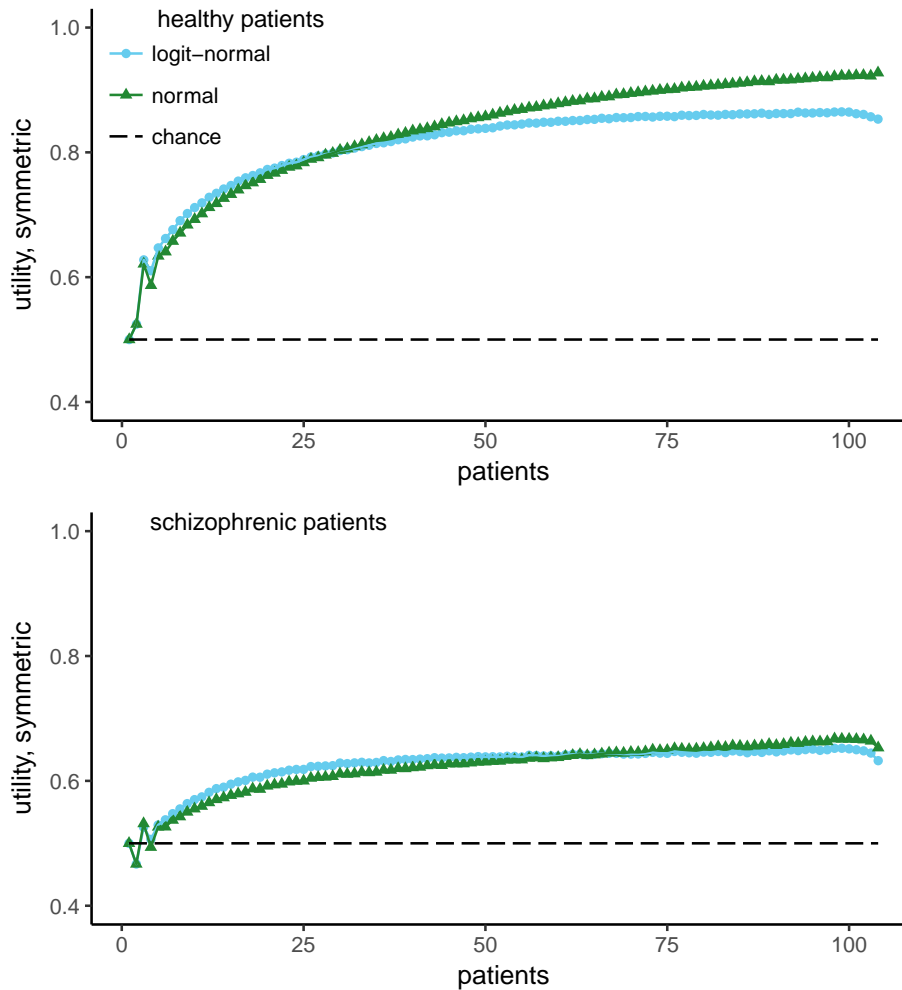 healthy patients
1.0
logit−normal
normal
chance
0.8
0.6
0.4
utility, symmetric
0
25
50
75
100
patients
schizophrenic patients
1.0
0.8
0.6
0.4
utility, symmetric
0
25
50
75
100
patients